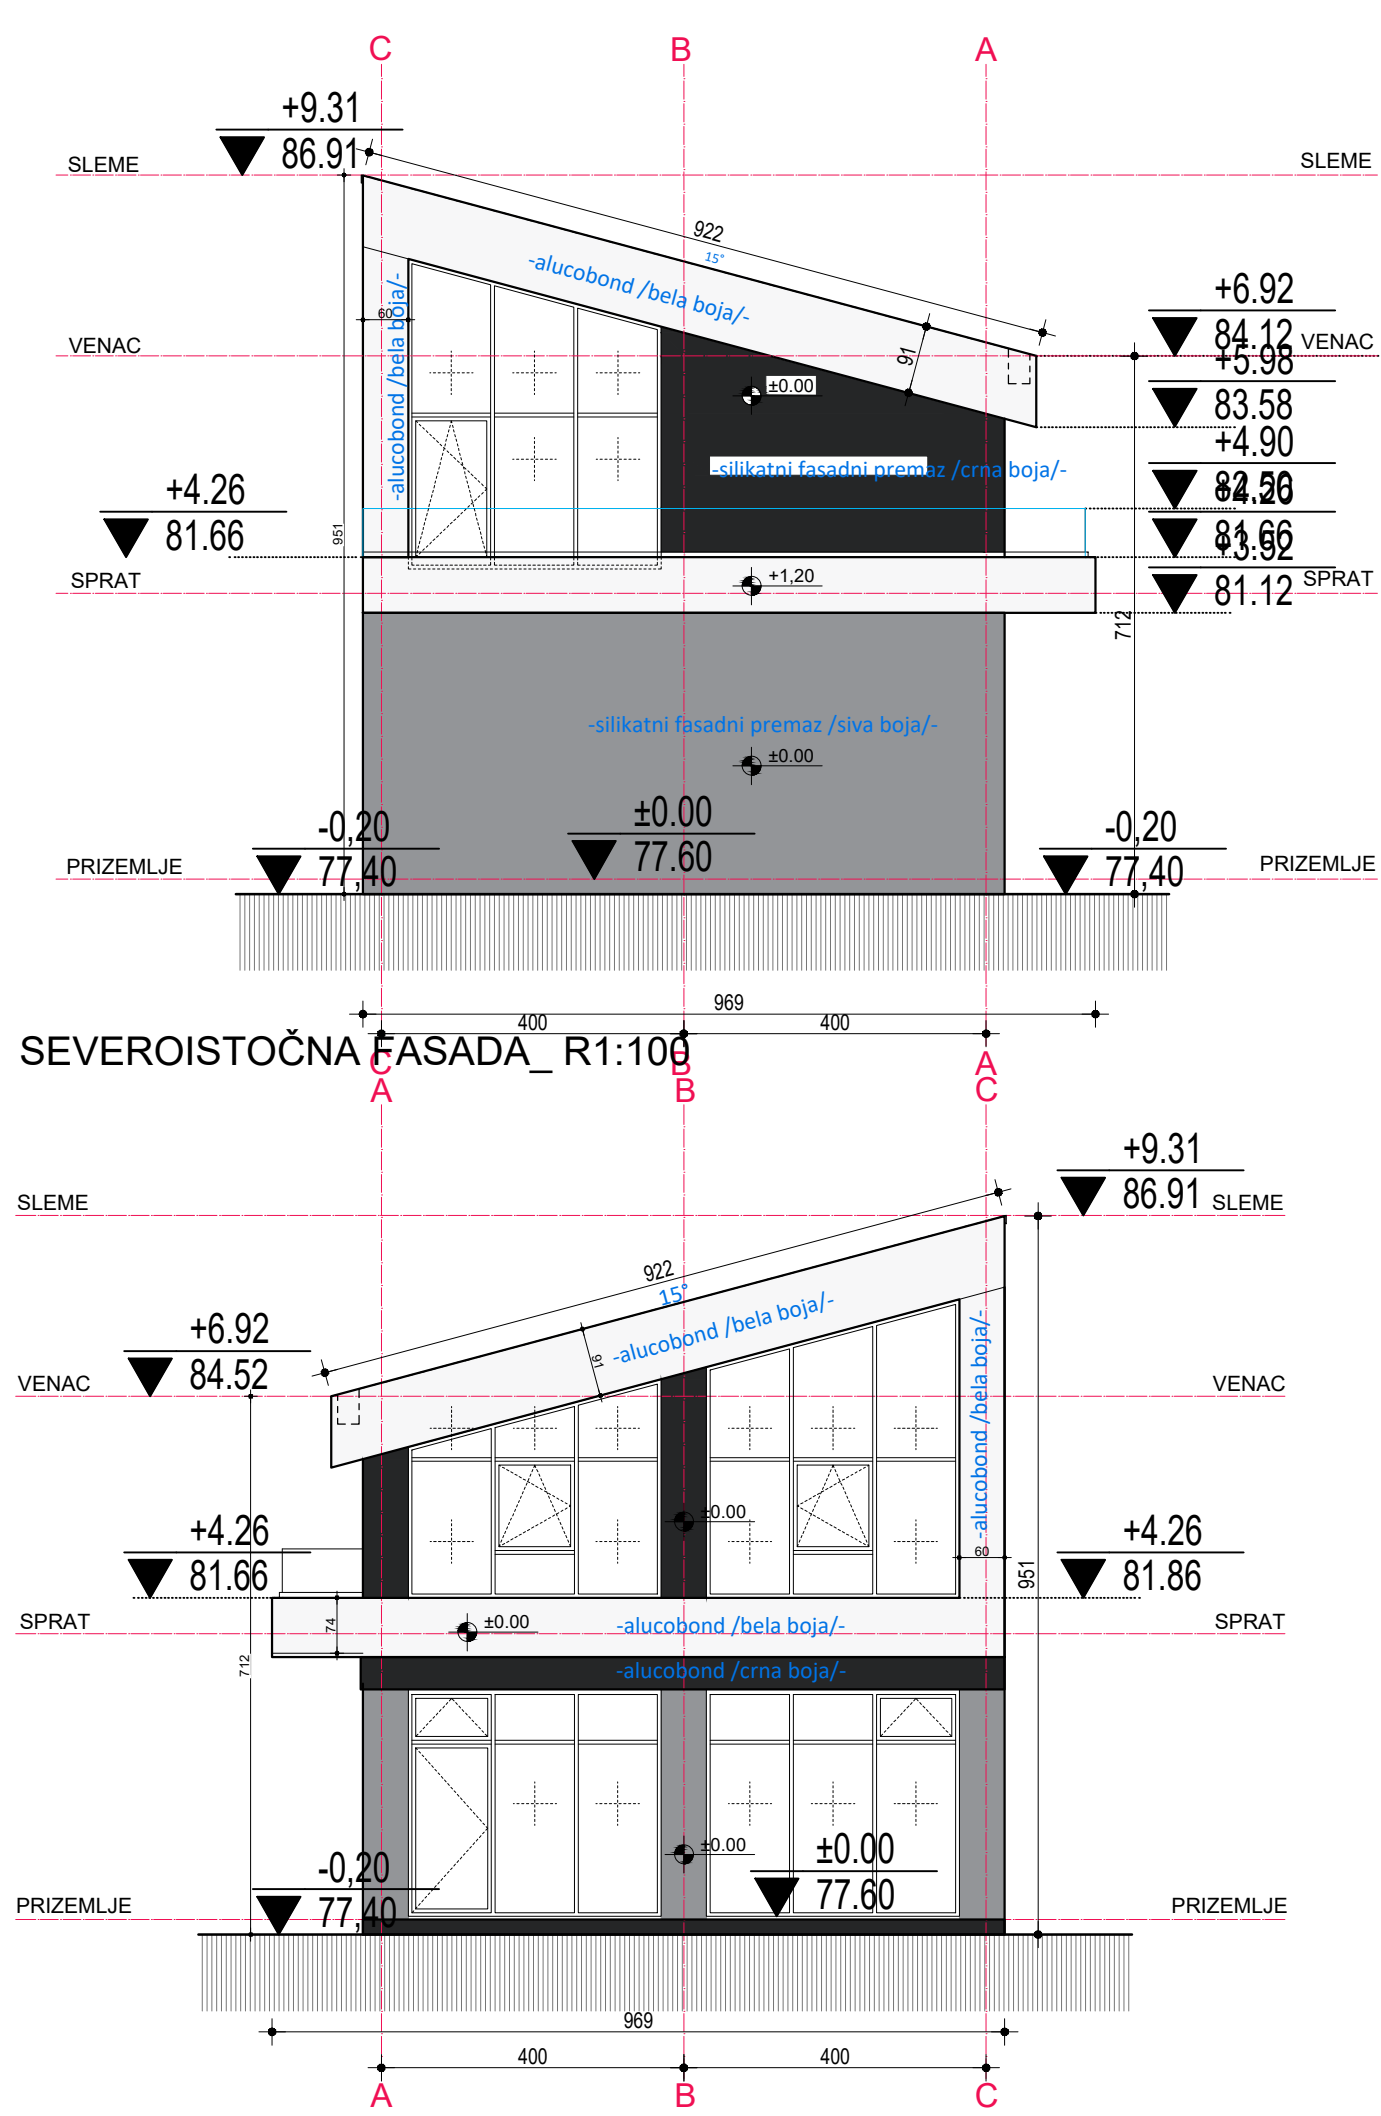 C B A
+9.31
86.91
SLEME SLEME
922
15°
-alucobond /bela boja/-
-alucobond /bela boja/-
60
+6.92
84.12
VENAC VENAC
+5.98
83.58
91
±0.00
-silikatni fasadni premaz /crna boja/-
+4.90
82.50
+4.26
81.66
+4.26
81.66
951
+3.52
81.12
SPRAT SPRAT
+1,20
712
-silikatni fasadni premaz /siva boja/-
±0.00
-0,20
77,40
±0.00
77.60
-0,20
77,40
PRIZEMLJE PRIZEMLJE
969
400 400
SEVEROISTOČNA FASADA_ R1:100
C B A
A B C
+9.31
86.91
SLEME SLEME
922
15°
-alucobond /bela boja/-
91
-alucobond /bela boja/-
+6.92
84.52
VENAC VENAC
±0.00
+4.26
81.66
60
951
+4.26
81.86
SPRAT SPRAT
74
±0.00
-alucobond /bela boja/-
712
-alucobond /crna boja/-
±0.00
±0.00
77.60
-0,20
77,40
PRIZEMLJE PRIZEMLJE
969
400 400
A B C